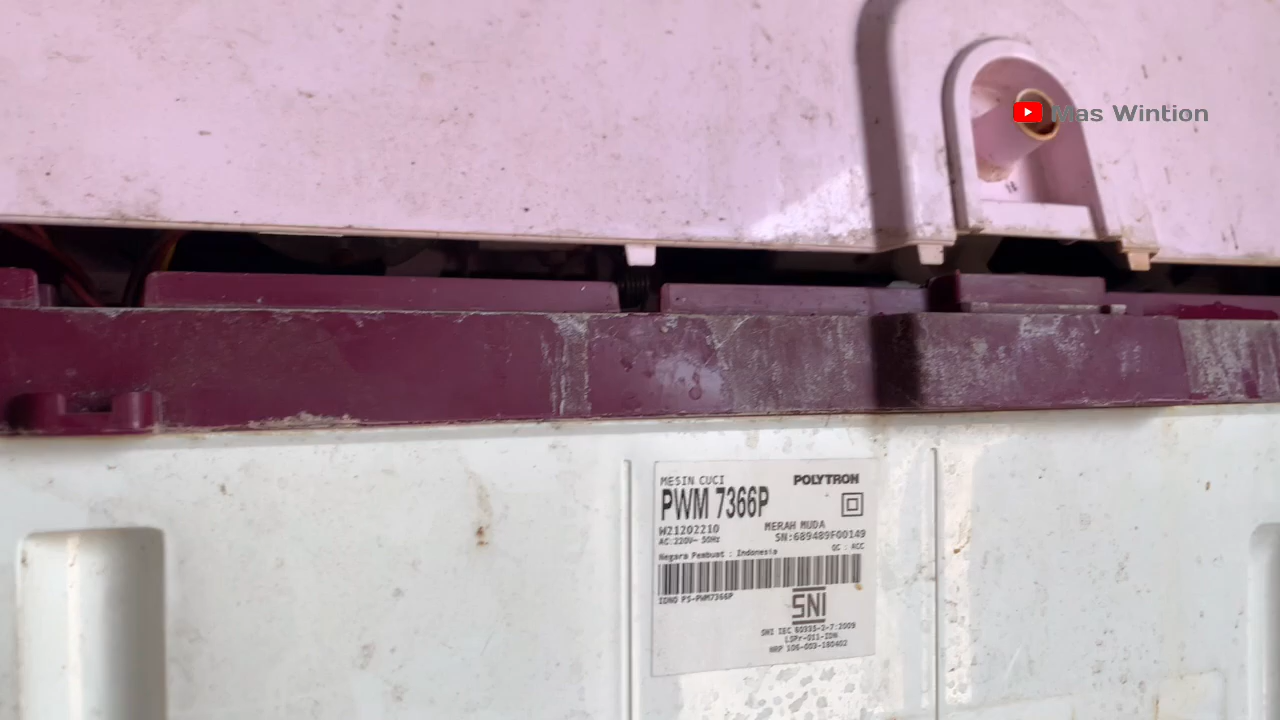 Mas Wintion
MESIN CUCI
POLYTRON
PWM 7366P
W21202210
MERAH MUDA
AC 220V~ 50Hz
SN:689489F00149
Negara Pembuat : Indonesia
QC : ACC
IDNO PS-PWM7366P
SNI
SNI IEC 60335-2-7:2009
LSPr-011-IDN
NRP 106-003-180402